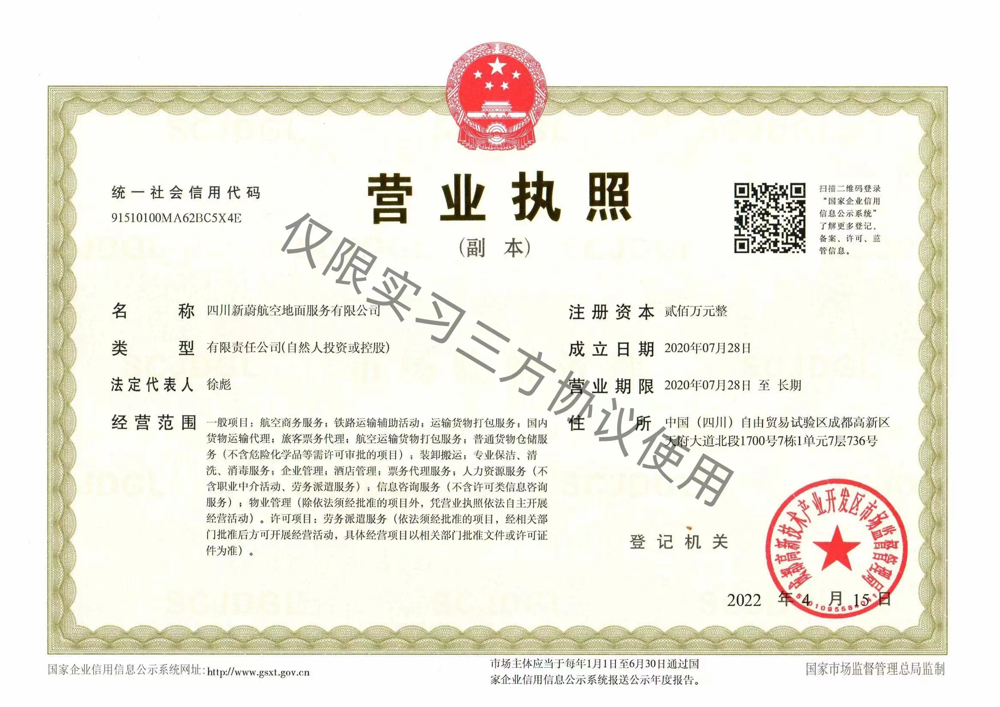 统一社会信用代码
91510100MA62BC5X4E
营业执照
(副 本)
扫描二维码登录
“国家企业信用
信息公示系统”
了解更多登记、
备案、许可、监
管信息。
名 称 四川新蔚航空地面服务有限公司
类 型 有限责任公司(自然人投资或控股)
法定代表人 徐彪
经营范围 一般项目：航空商务服务；铁路运输辅助活动；运输货物打包服务；国内
货物运输代理；旅客票务代理；航空运输货物打包服务；普通货物仓储服
务（不含危险化学品等需许可审批的项目）；装卸搬运；专业保洁、清
洗、消毒服务；企业管理；酒店管理；票务代理服务；人力资源服务（不
含职业中介活动、劳务派遣服务）；信息咨询服务（不含许可类信息咨询
服务）；物业管理（除依法须经批准的项目外，凭营业执照依法自主开展
经营活动）。许可项目：劳务派遣服务（依法须经批准的项目，经相关部
门批准后方可开展经营活动，具体经营项目以相关部门批准文件或许可证
件为准）。
注册资本 贰佰万元整
成立日期 2020年07月28日
营业期限 2020年07月28日 至 长期
住 所 中国（四川）自由贸易试验区成都高新区
天府大道北段1700号7栋1单元7层736号
仅限实习三方协议使用
登记机关
成都高新技术产业开发区市场监督管理局
2022 年 4 月 15 日
国家企业信用信息公示系统网址：http://www.gsxt.gov.cn
市场主体应当于每年1月1日至6月30日通过国
家企业信用信息公示系统报送公示年度报告。
国家市场监督管理总局监制